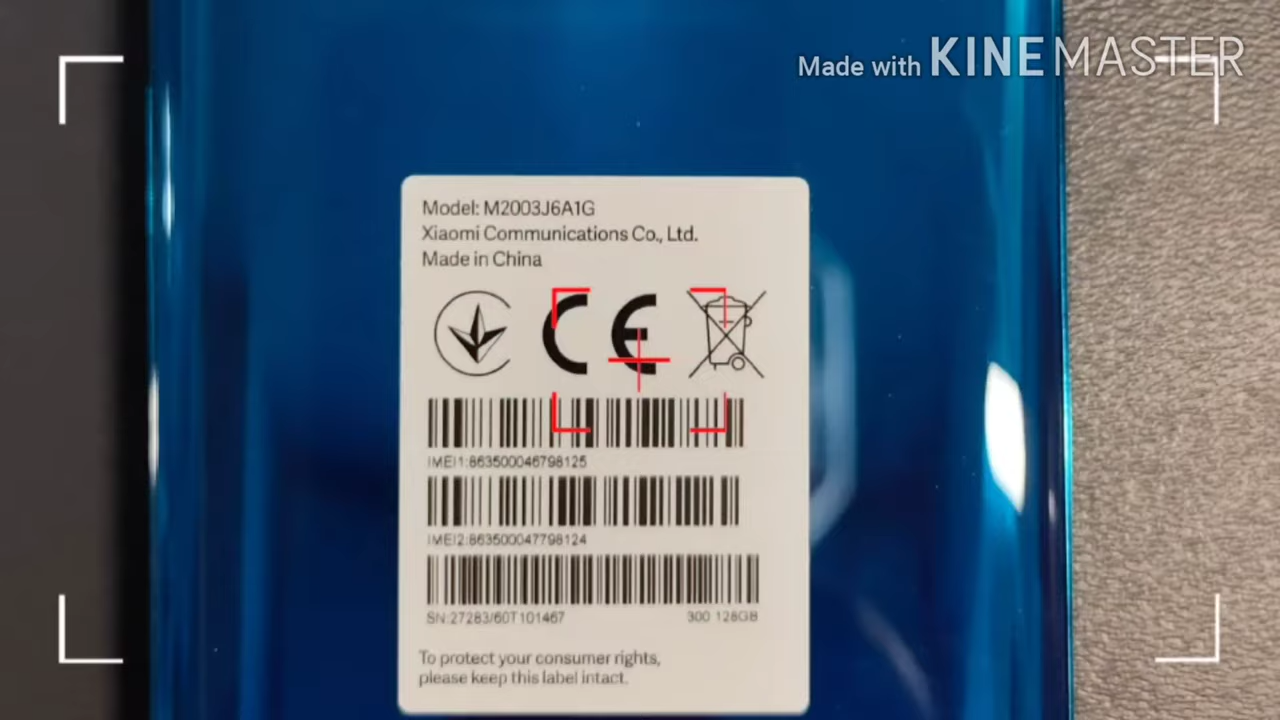 Made with KINEMASTER
Model: M2003J6A1G
Xiaomi Communications Co., Ltd.
Made in China
CE
IMEI1:863500046798125
IMEI2:863500047798124
SN:27283/60T101467 300 128GB
To protect your consumer rights,
please keep this label intact.